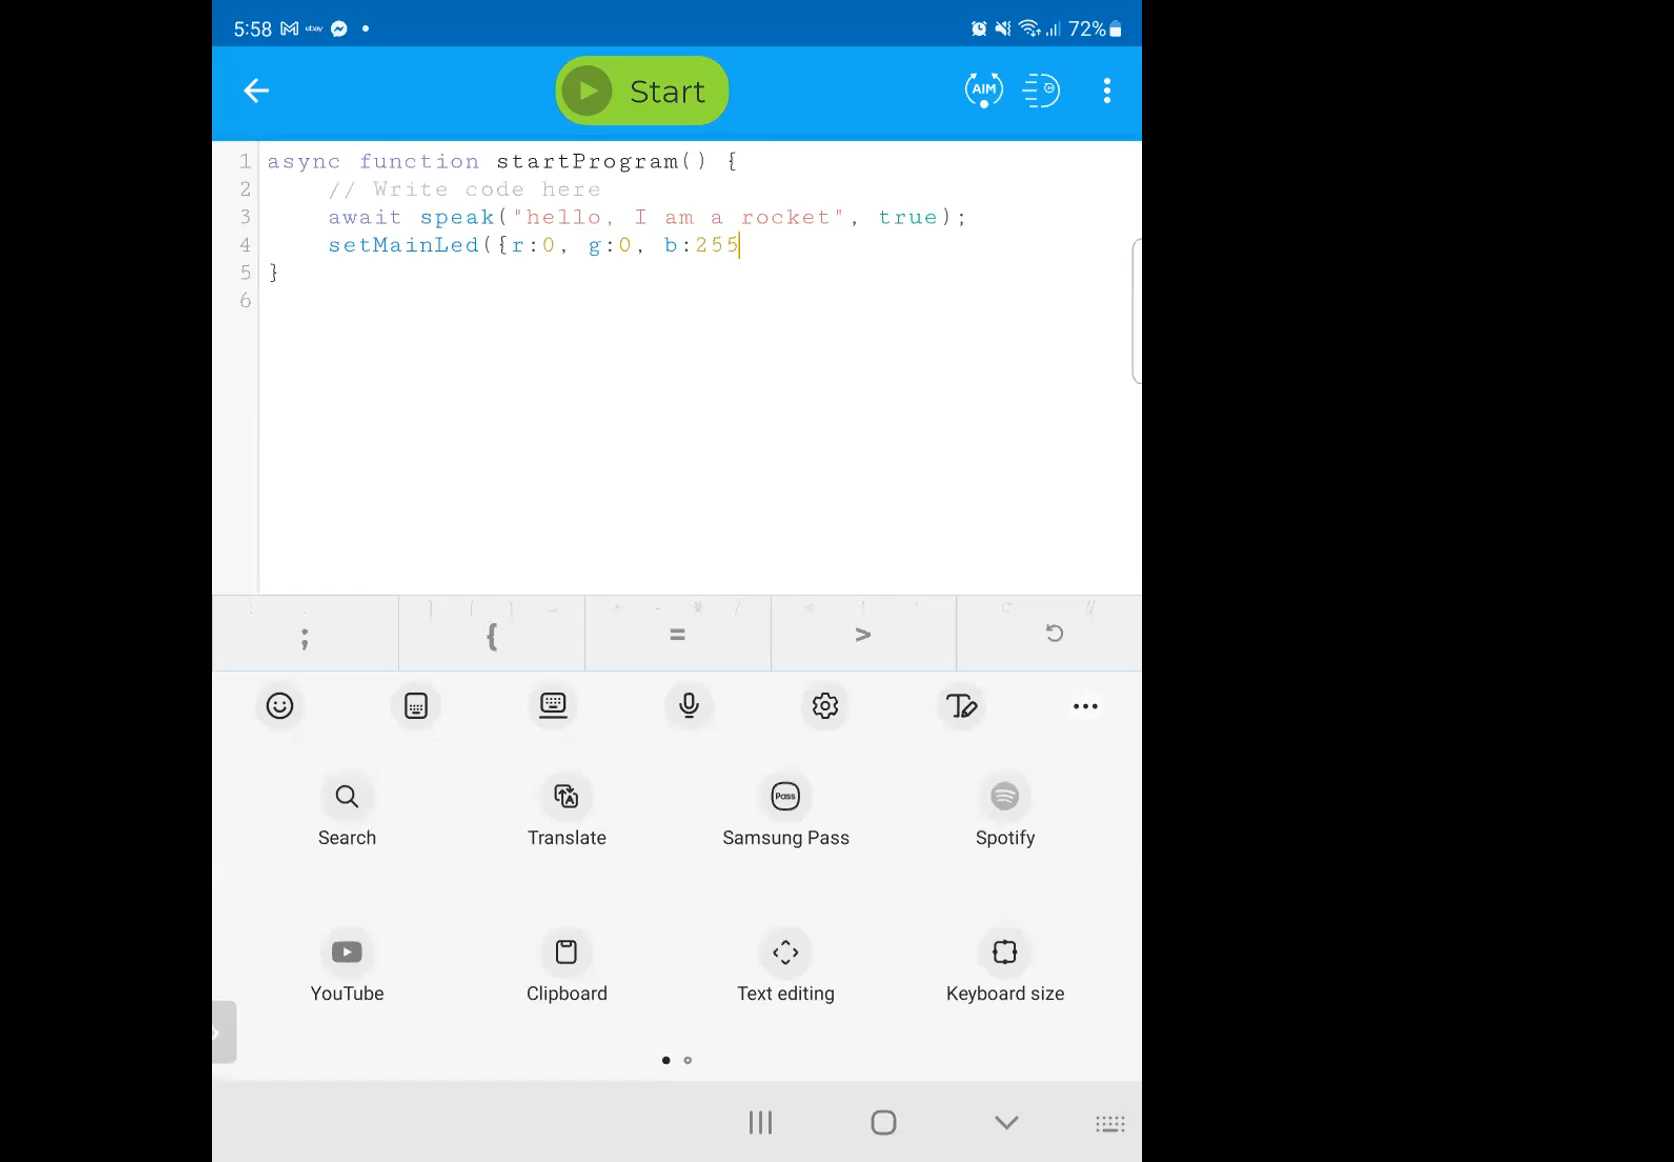 5:58 ebay 72%
Start
AIM
1 async function startProgram() {
2 // Write code here
3 await speak("hello, I am a rocket", true);
4 setMainLed({r:0, g:0, b:255
5 }
6
; { = >
Search Translate Pass Samsung Pass Spotify
YouTube Clipboard Text editing Keyboard size